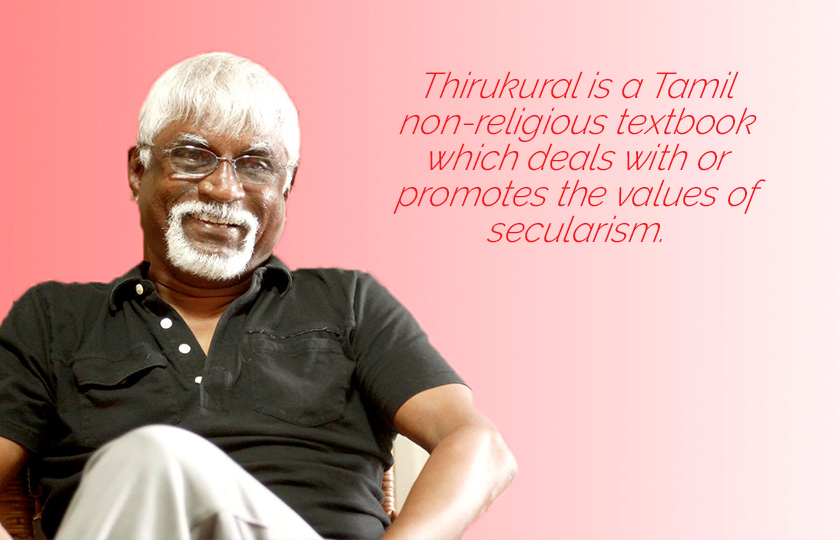 Thirukural is a Tamil
non-religious textbook
which deals with or
promotes the values of
secularism.